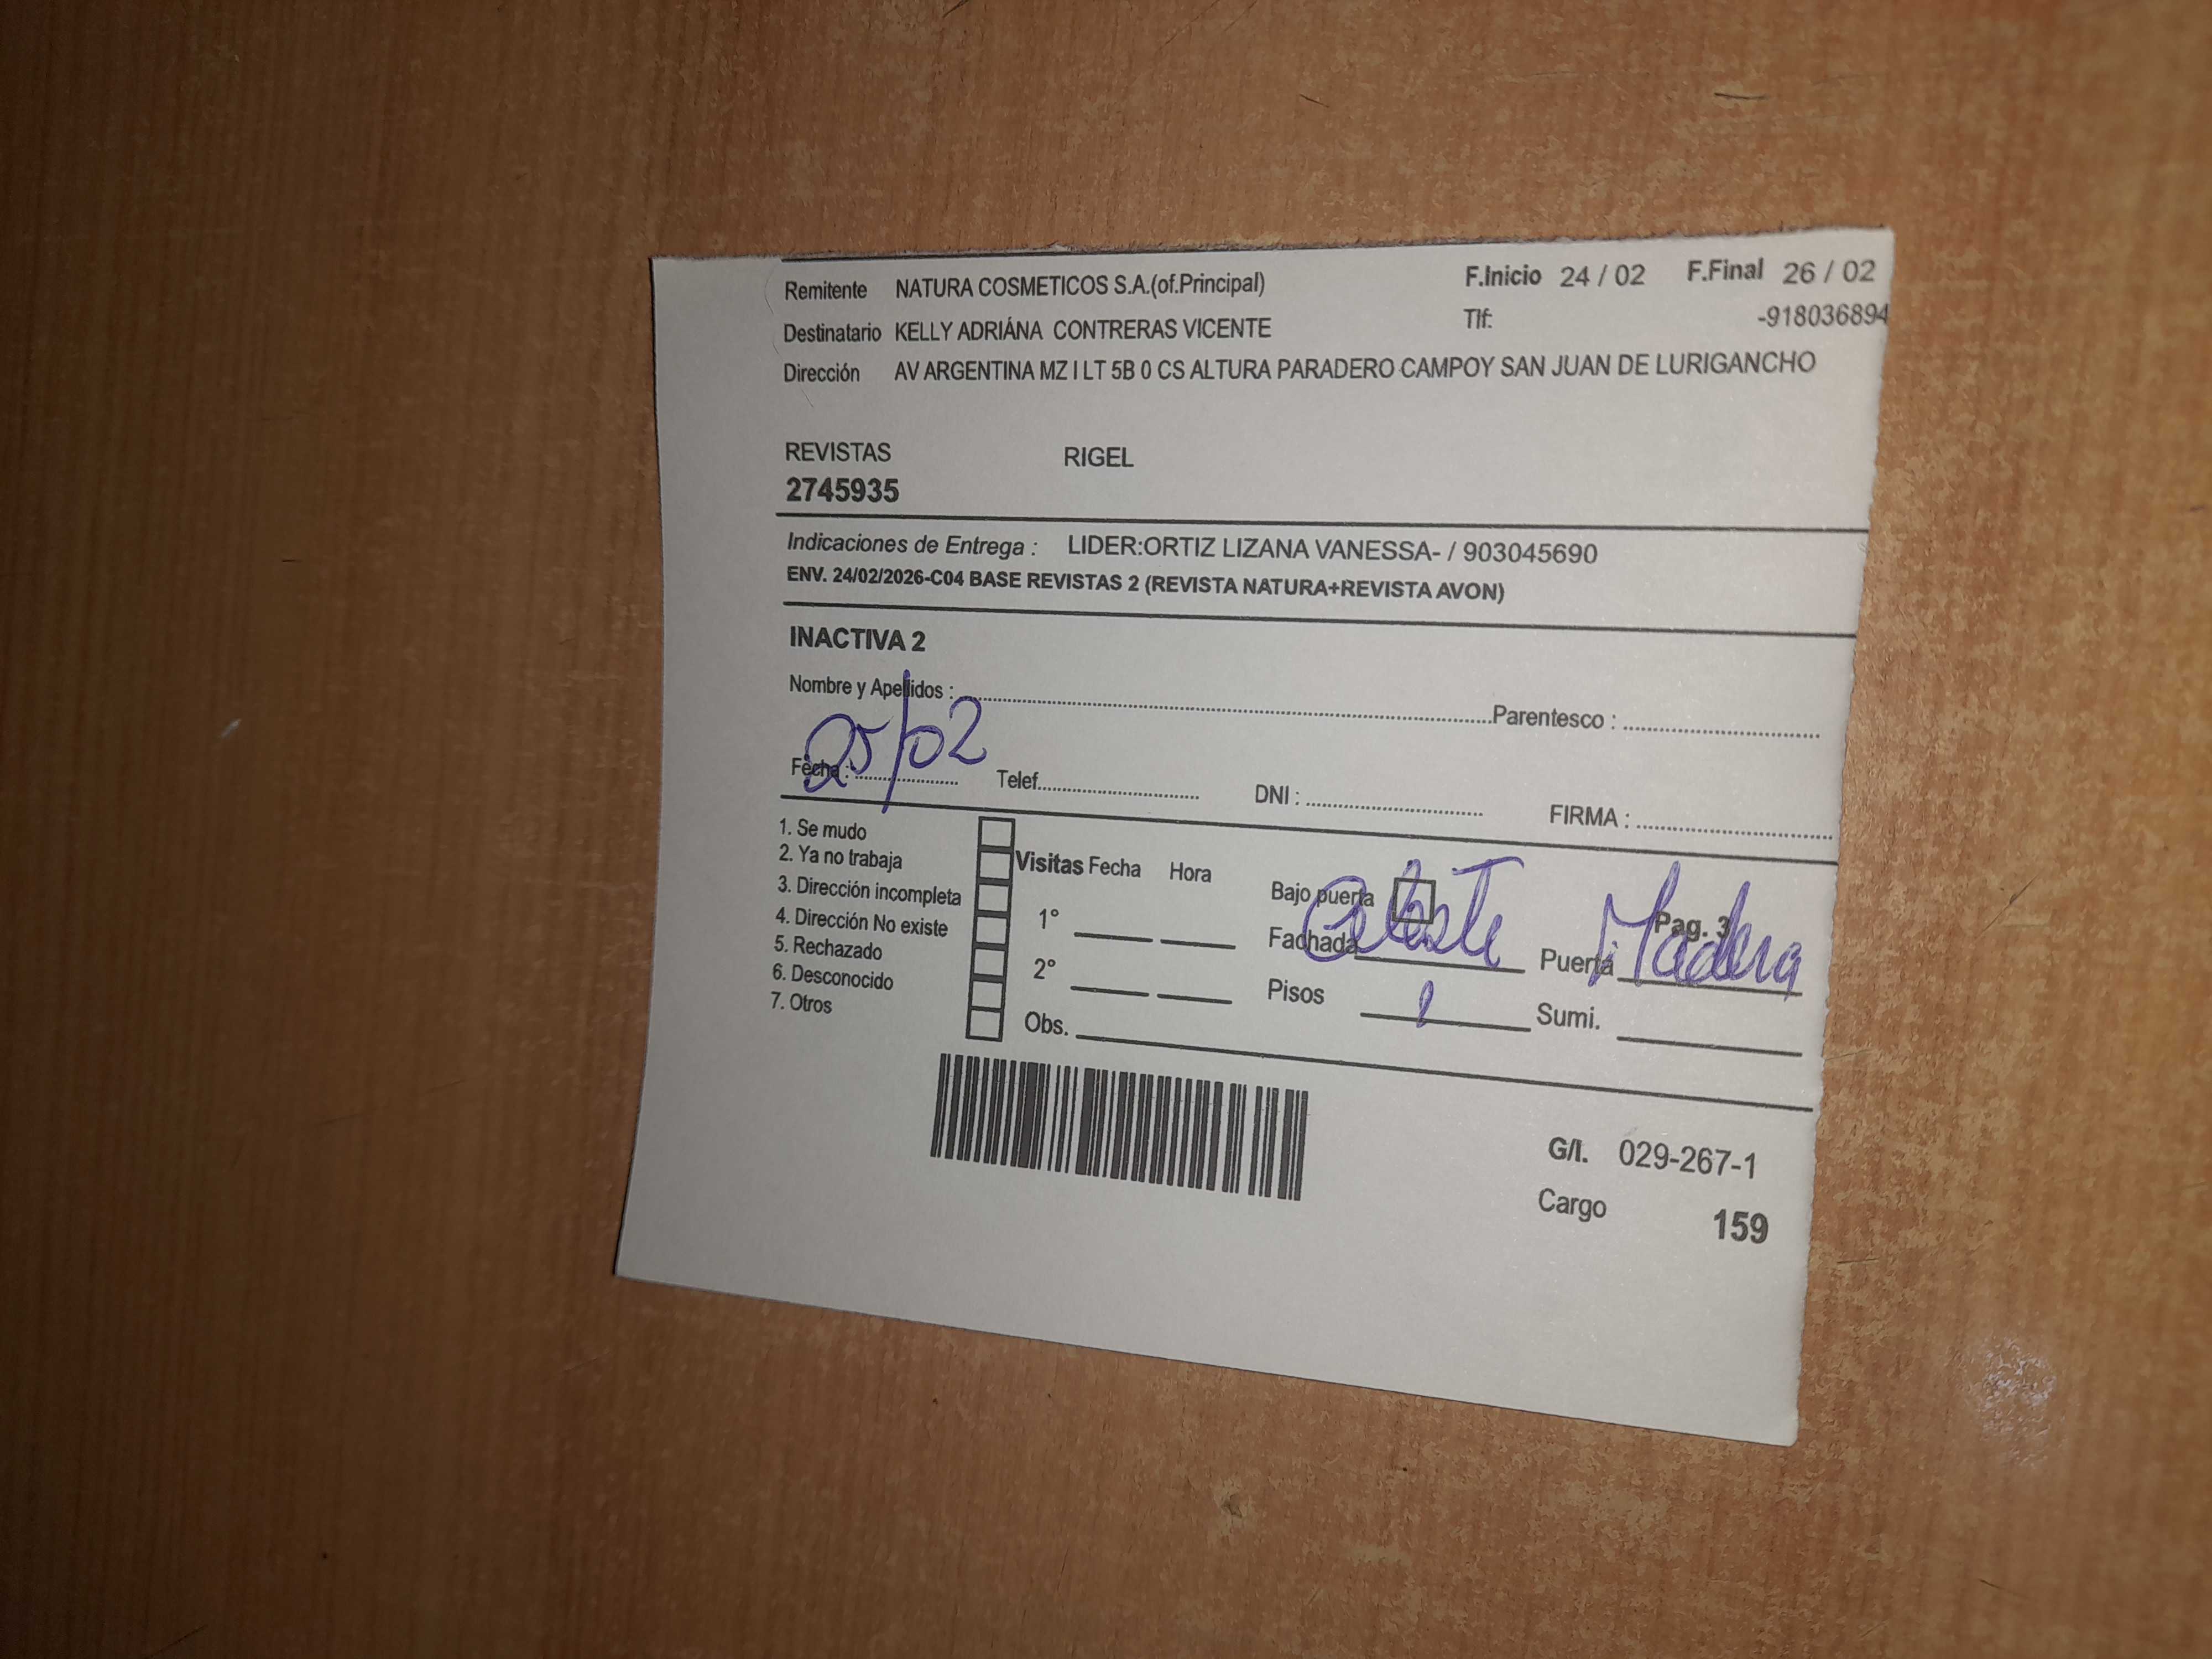 Remitente NATURA COSMETICOS S.A.(of.Principal) F.Inicio 24 / 02 F.Final 26 / 02
Destinatario KELLY ADRIÁNA CONTRERAS VICENTE Tlf: -918036894
Dirección AV ARGENTINA MZ I LT 5B 0 CS ALTURA PARADERO CAMPOY SAN JUAN DE LURIGANCHO
REVISTAS RIGEL
2745935
Indicaciones de Entrega : LIDER:ORTIZ LIZANA VANESSA- / 903045690
ENV. 24/02/2026-C04 BASE REVISTAS 2 (REVISTA NATURA+REVISTA AVON)
INACTIVA 2
Nombre y Apellidos : Parentesco :
Fecha : 25/02 Telef. DNI : FIRMA :
1. Se mudo
2. Ya no trabaja
3. Dirección incompleta
4. Dirección No existe
5. Rechazado
6. Desconocido
7. Otros
Visitas Fecha Hora
1°
2°
Obs.
Bajo puerta Pag. 3
Fachada Celeste Puerta Madera
Pisos 1 Sumi.
G/I. 029-267-1
Cargo 159